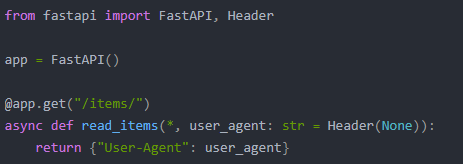 from fastapi import FastAPI, Header
app = FastAPI()
@app.get("/items/")
async def read_items(*, user_agent: str = Header(None)):
    return {"User-Agent": user_agent}